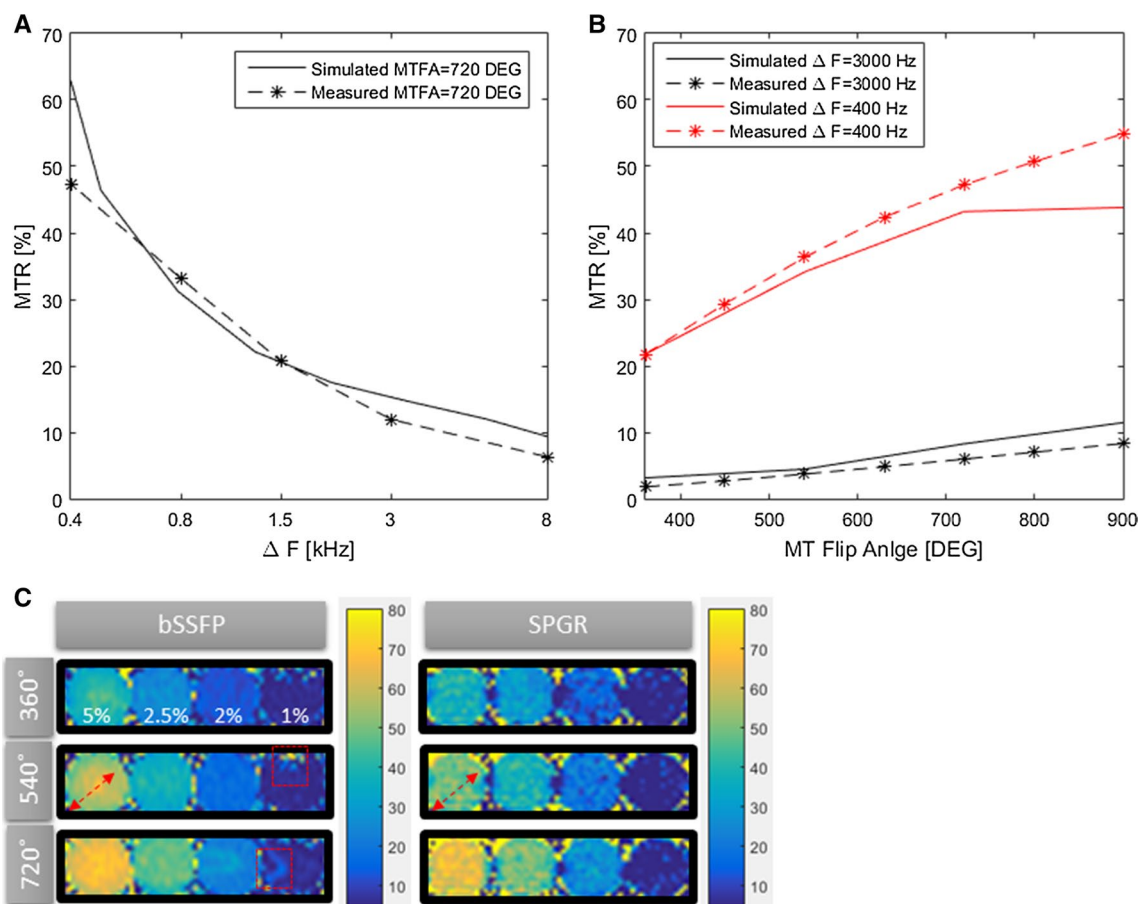 A
MTR [%]
70
60
50
40
30
20
10
0
0.4 0.8 1.5 3 8
Δ F [kHz]
Simulated MTFA=720 DEG
Measured MTFA=720 DEG
B
MTR [%]
70
60
50
40
30
20
10
0
400 500 600 700 800 900
MT Flip Anlge [DEG]
Simulated Δ F=3000 Hz
Measured Δ F=3000 Hz
Simulated Δ F=400 Hz
Measured Δ F=400 Hz
C
bSSFP
SPGR
360°
5% 2.5% 2% 1%
540°
720°
80
70
60
50
40
30
20
10
80
70
60
50
40
30
20
10